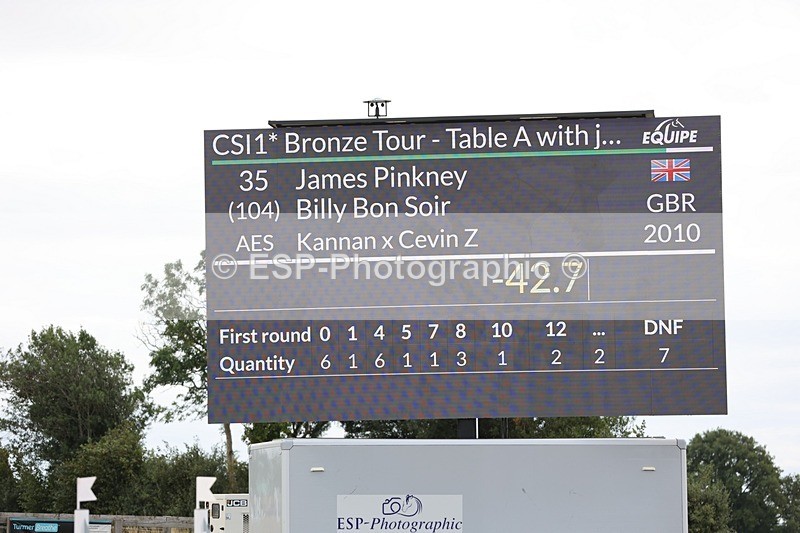 CSI1* Bronze Tour - Table A with j... EQUIPE
35 James Pinkney
(104) Billy Bon Soir GBR
AES Kannan x Cevin Z 2010
© ESP-Photographic ©
-42.7
First round 0 1 4 5 7 8 10 12 ... DNF
Quantity 6 1 6 1 1 3 1 2 2 7
JCB
ESP-Photographic
Turmer